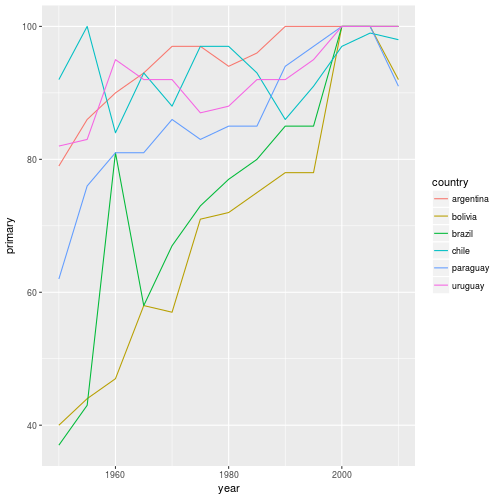 100
80
60
40
primary
1960
1980
2000
year
country
argentina
bolivia
brazil
chile
paraguay
uruguay